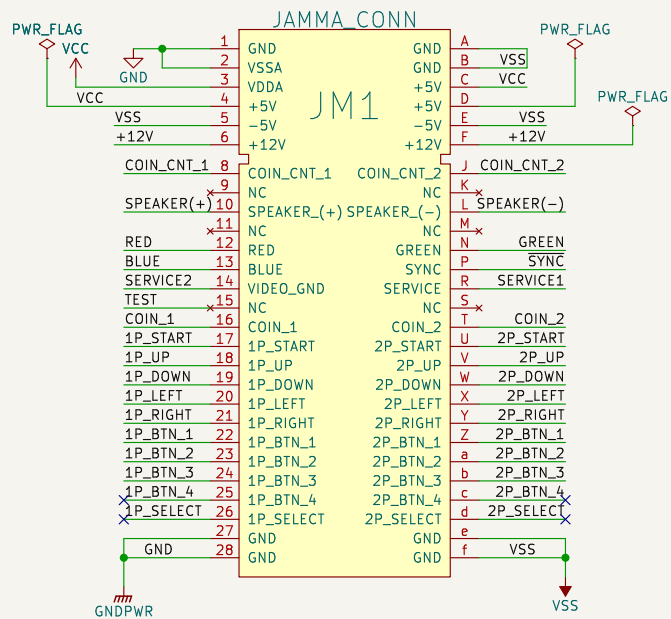 JAMMA_CONN
PWR_FLAG
VCC
GND
1 GND GND A
2 VSSA GND B VSS
3 VDDA +5V C VCC
PWR_FLAG
VCC 4 +5V +5V D
JM1
PWR_FLAG
VSS 5 -5V -5V E VSS
+12V 6 +12V +12V F +12V
COIN_CNT_1 8 COIN_CNT_1 COIN_CNT_2 J COIN_CNT_2
9 NC NC K
SPEAKER(+) 10 SPEAKER_(+) SPEAKER_(-) L SPEAKER(-)
11 NC NC M
RED 12 RED GREEN N GREEN
BLUE 13 BLUE SYNC P SYNC
SERVICE2 14 VIDEO_GND SERVICE R SERVICE1
TEST 15 NC NC S
COIN_1 16 COIN_1 COIN_2 T COIN_2
1P_START 17 1P_START 2P_START U 2P_START
1P_UP 18 1P_UP 2P_UP V 2P_UP
1P_DOWN 19 1P_DOWN 2P_DOWN W 2P_DOWN
1P_LEFT 20 1P_LEFT 2P_LEFT X 2P_LEFT
1P_RIGHT 21 1P_RIGHT 2P_RIGHT Y 2P_RIGHT
1P_BTN_1 22 1P_BTN_1 2P_BTN_1 Z 2P_BTN_1
1P_BTN_2 23 1P_BTN_2 2P_BTN_2 a 2P_BTN_2
1P_BTN_3 24 1P_BTN_3 2P_BTN_3 b 2P_BTN_3
1P_BTN_4 25 1P_BTN_4 2P_BTN_4 c 2P_BTN_4
1P_SELECT 26 1P_SELECT 2P_SELECT d 2P_SELECT
27 GND GND e
GND 28 GND GND f VSS
GNDPWR
VSS